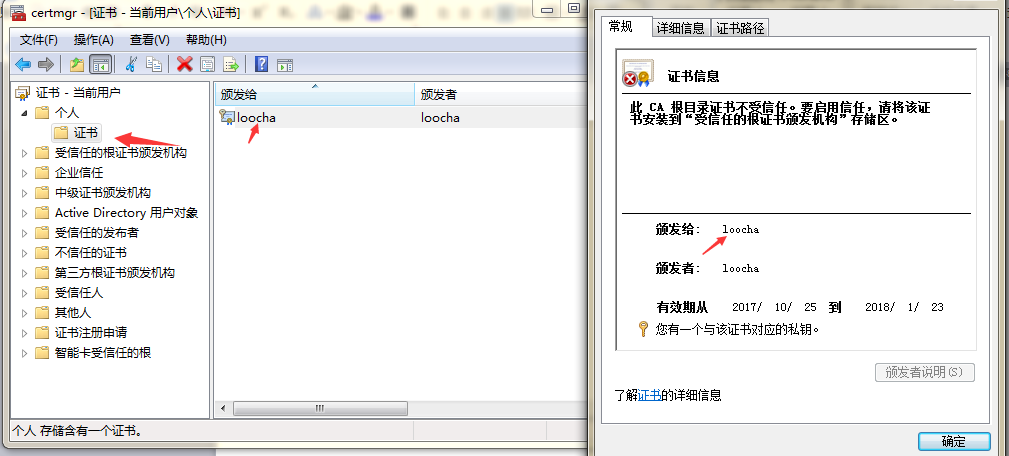 certmgr - [证书 - 当前用户\个人\证书]
文件(F) 操作(A) 查看(V) 帮助(H)
证书 - 当前用户
个人
证书
受信任的根证书颁发机构
企业信任
中级证书颁发机构
Active Directory 用户对象
受信任的发布者
不信任的证书
第三方根证书颁发机构
受信任人
其他人
证书注册申请
智能卡受信任的根
颁发给 颁发者
loocha loocha
个人 存储含有一个证书。
常规 详细信息 证书路径
证书信息
此 CA 根目录证书不受信任。要启用信任，请将该证
书安装到“受信任的根证书颁发机构”存储区。
颁发给: loocha
颁发者: loocha
有效期从 2017/ 10/ 25 到 2018/ 1/ 23
您有一个与该证书对应的私钥。
颁发者说明(S)
了解证书的详细信息
确定